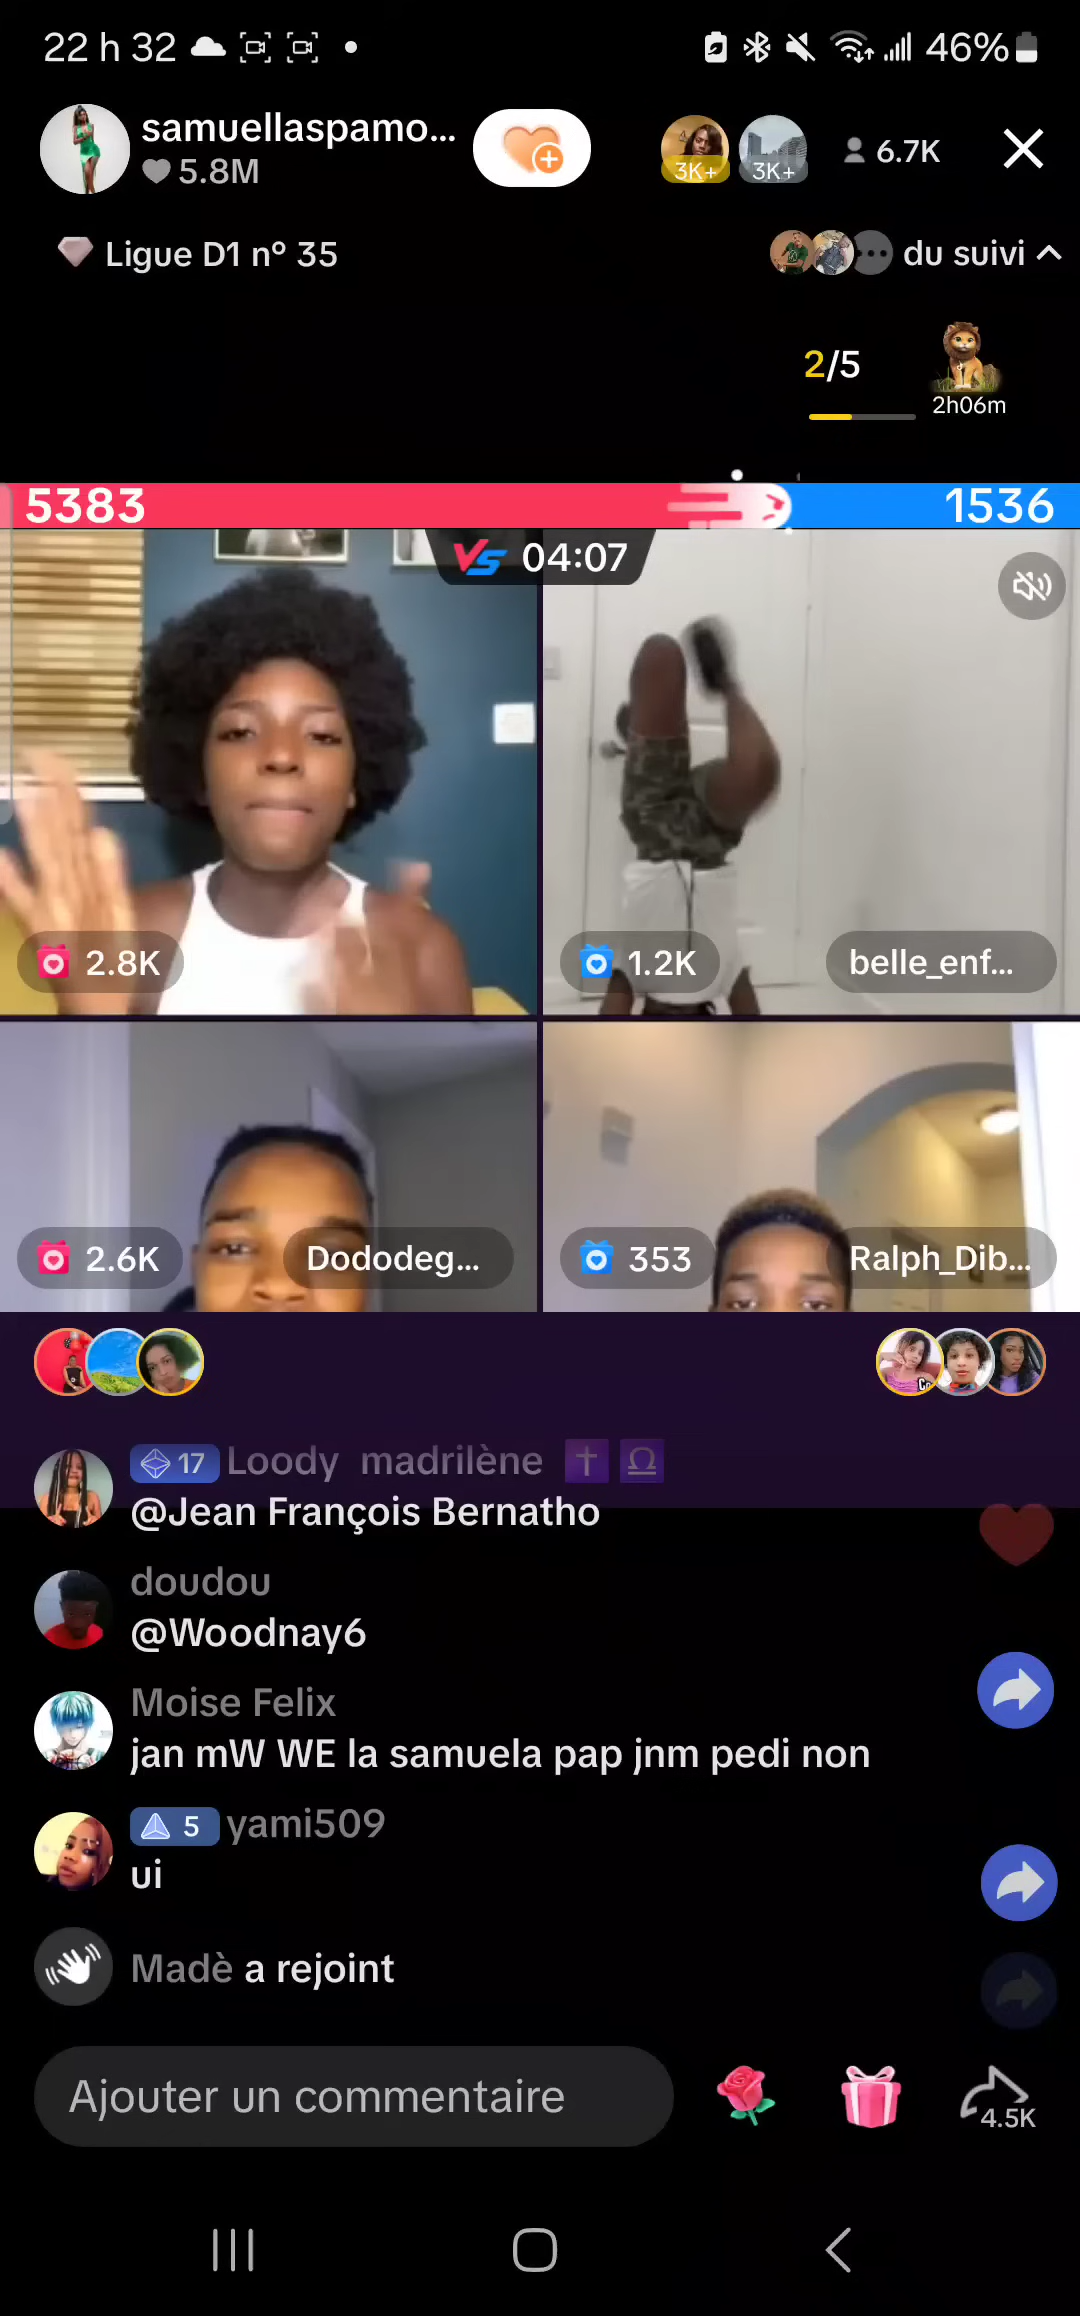 22 h 32
46%
samuellaspamo...
5.8M
3K+
3K+
6.7K
Ligue D1 nº 35
du suivi
2/5
2h06m
5383
1536
VS 04:07
2.8K
1.2K
belle_enf...
2.6K
Dododeg...
353
Ralph_Dib...
17 Loody madrilène ✝ ♎
@Jean François Bernatho
doudou
@Woodnay6
Moise Felix
jan mW WE la samuela pap jnm pedi non
5 yami509
ui
Madè a rejoint
Ajouter un commentaire
4.5K